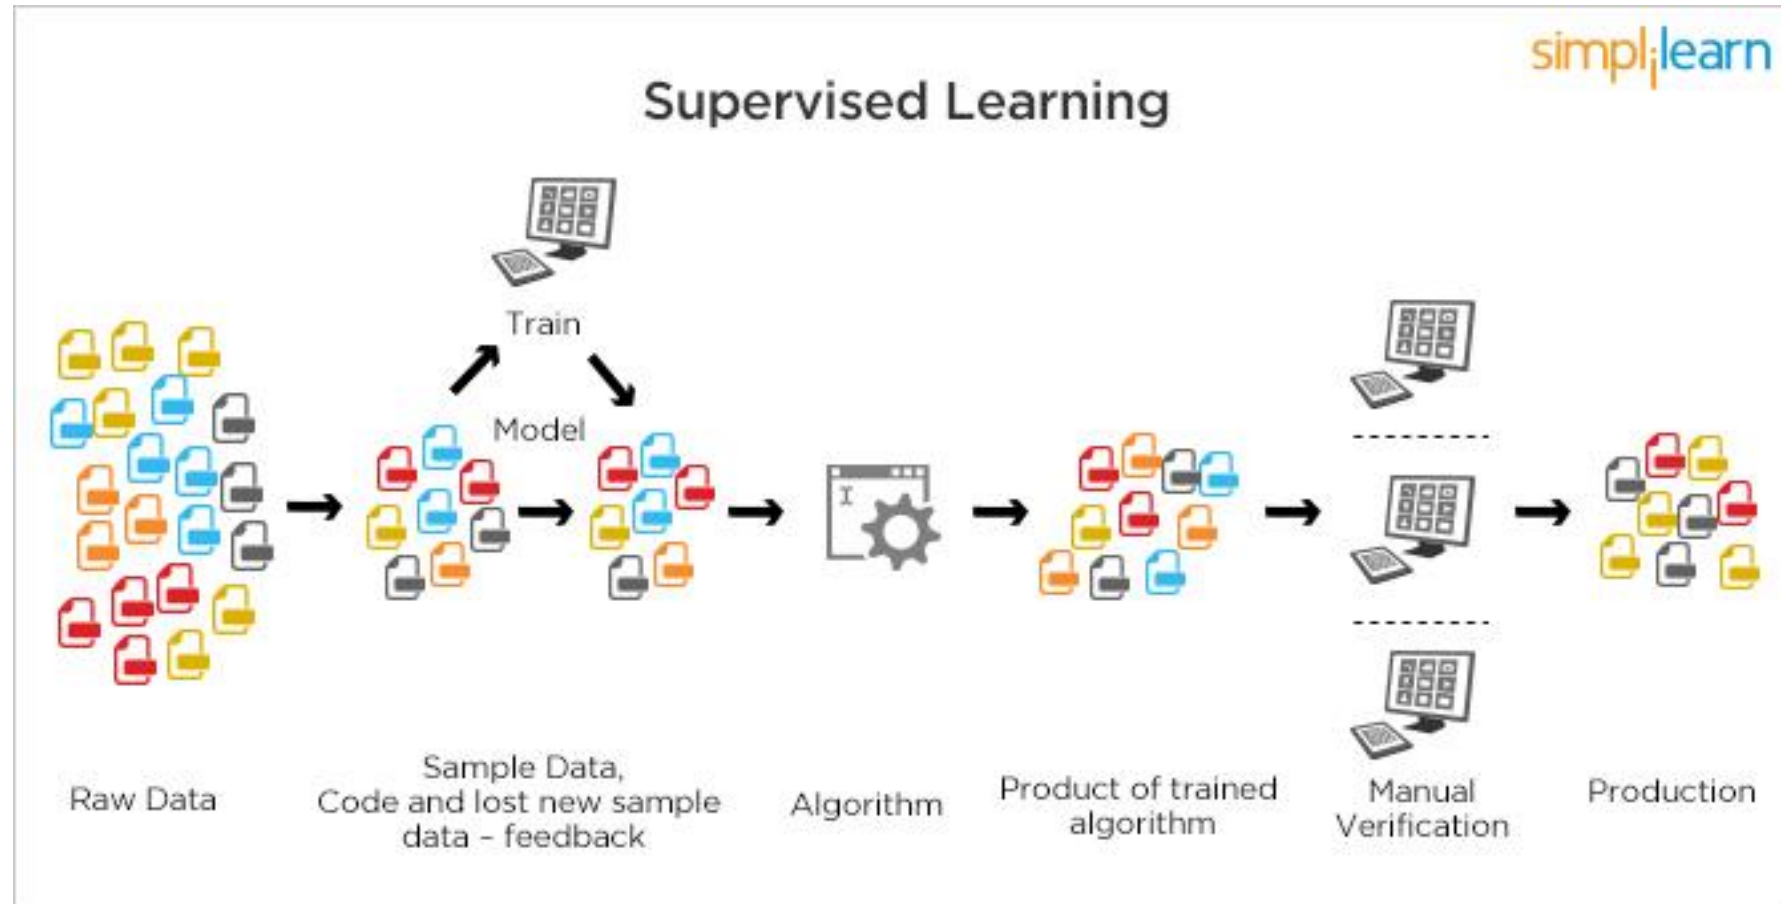 simplilearn
Supervised Learning
Train
Model
Raw Data
Sample Data,
Code and lost new sample
data – feedback
Algorithm
Product of trained
algorithm
Manual
Verification
Production